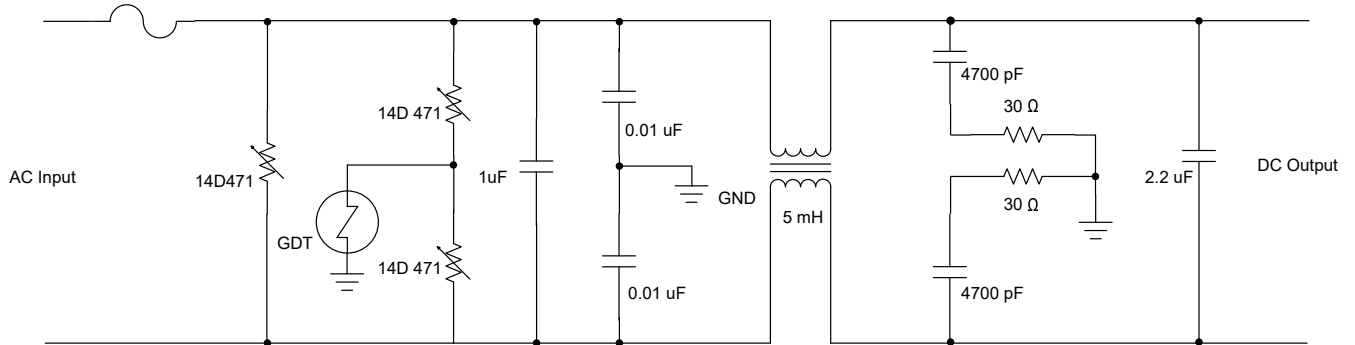 AC Input
14D471
GDT
14D 471
14D 471
1uF
0.01 uF
0.01 uF
GND
5 mH
4700 pF
30 Ω
30 Ω
4700 pF
2.2 uF
DC Output